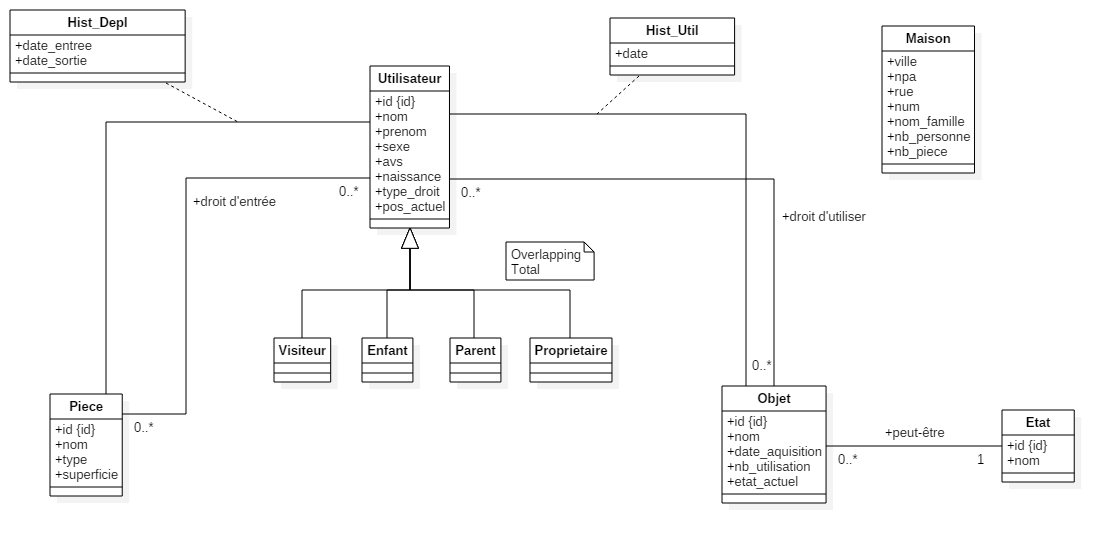 Hist_Depl
+date_entree
+date_sortie
Hist_Util
+date
Maison
+ville
+npa
+rue
+num
+nom_famille
+nb_personne
+nb_piece
Utilisateur
+id {id}
+nom
+prenom
+sexe
+avs
+naissance
+type_droit
+pos_actuel
0..*
0..*
+droit d'entrée
+droit d'utiliser
Overlapping
Total
Visiteur
Enfant
Parent
Proprietaire
0..*
Piece
+id {id}
+nom
+type
+superficie
0..*
Objet
+id {id}
+nom
+date_aquisition
+nb_utilisation
+etat_actuel
+peut-être
0..*
1
Etat
+id {id}
+nom